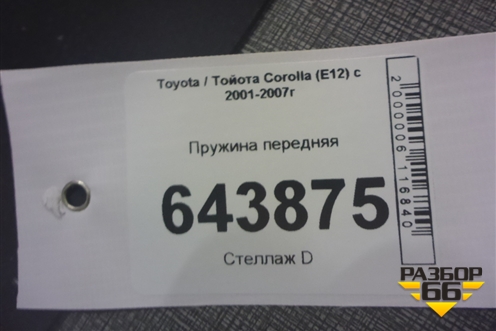 Toyota / Тойота Corolla (E12) с
2001-2007г
Пружина передняя
643875
Стеллаж D
2000006116840
РАЗБОР
66